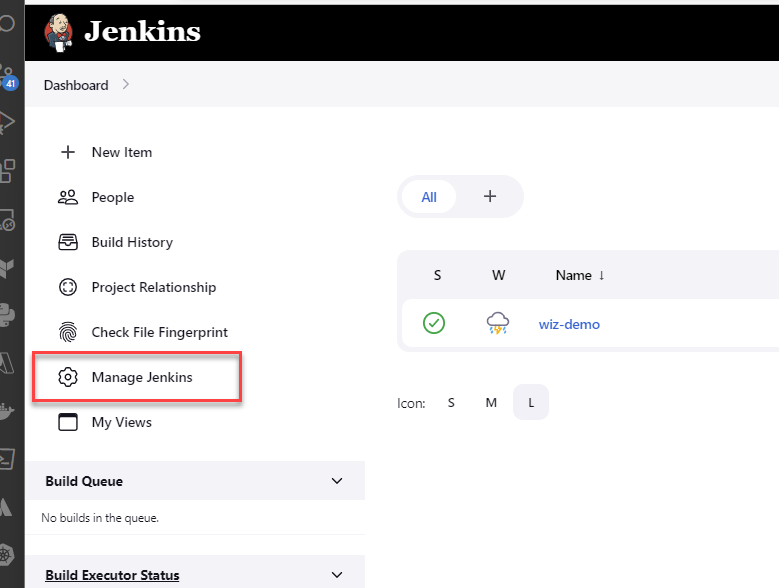 Jenkins
Dashboard
41
New Item
People
Build History
Project Relationship
Check File Fingerprint
Manage Jenkins
My Views
All +
S W Name ↓
wiz-demo
Icon: S M L
Build Queue
No builds in the queue.
Build Executor Status